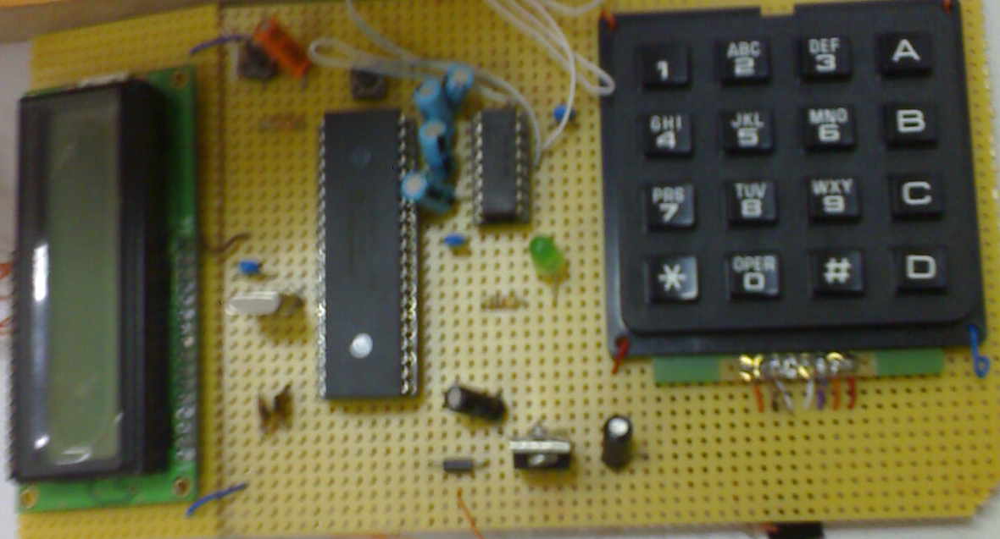 1 ABC 2 DEF 3 A
GHI 4 JKL 5 MNO 6 B
PRS 7 TUV 8 WXY 9 C
* OPER 0 # D